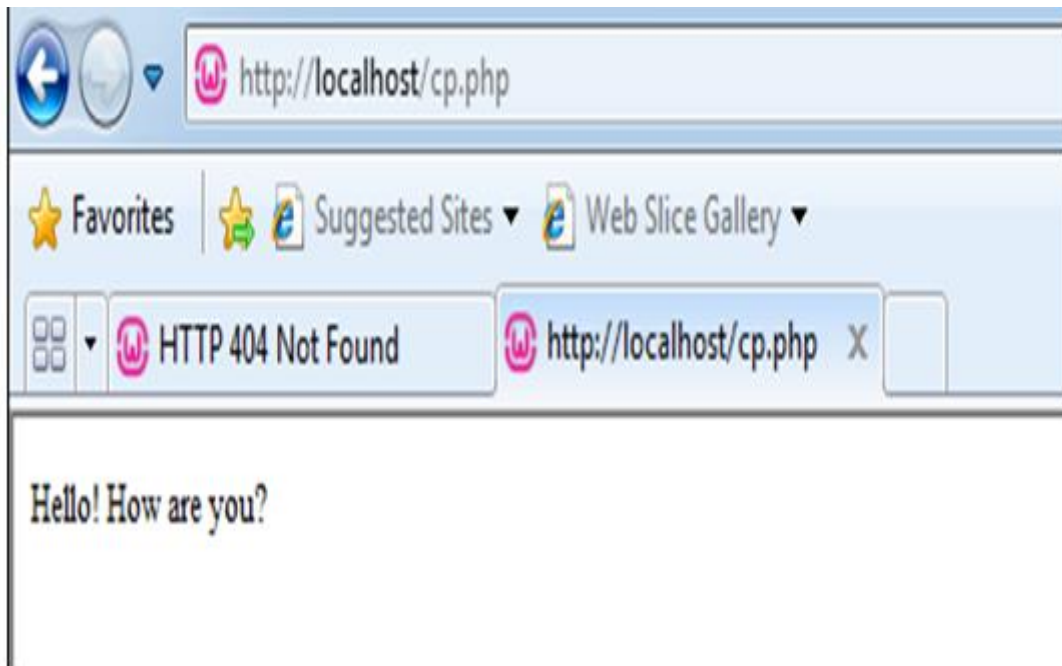 http://localhost/cp.php
Favorites Suggested Sites Web Slice Gallery
HTTP 404 Not Found http://localhost/cp.php X
Hello! How are you?